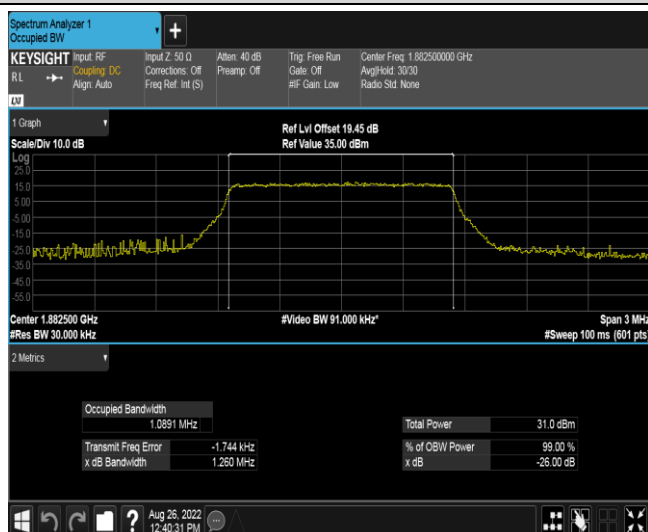 Spectrum Analyzer 1
Occupied BW
KEYSIGHT
R L
LXI
Input: RF
Coupling: DC
Align: Auto
Input Z: 50 Ω
Corrections: Off
Freq Ref: Int (S)
Atten: 40 dB
Preamp: Off
Trig: Free Run
Gate: Off
#IF Gain: Low
Center Freq: 1.882500000 GHz
Avg|Hold: 30/30
Radio Std: None
1 Graph
Scale/Div 10.0 dB
Ref Lvl Offset 19.45 dB
Ref Value 35.00 dBm
Log
25.0
15.0
5.00
-5.00
-15.0
-25.0
-35.0
-45.0
-55.0
Center 1.882500 GHz
#Res BW 30.000 kHz
#Video BW 91.000 kHz*
Span 3 MHz
#Sweep 100 ms (601 pts)
2 Metrics
Occupied Bandwidth
1.0891 MHz
Transmit Freq Error -1.744 kHz
x dB Bandwidth 1.260 MHz
Total Power 31.0 dBm
% of OBW Power 99.00 %
x dB -26.00 dB
?
Aug 26, 2022
12:40:31 PM